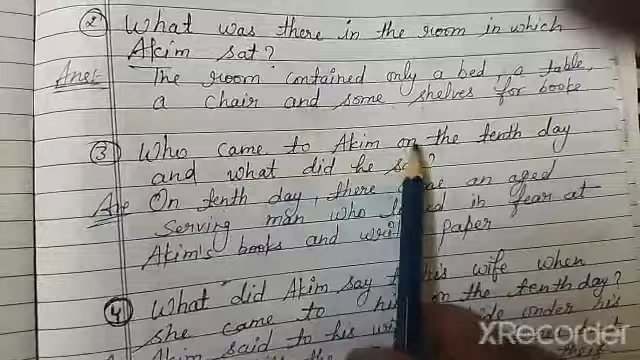 ② What was there in the room in which
Akim sat?
Ans: The room contained only a bed, a table,
a chair and some shelves for books
③ Who came to Akim on the tenth day
and what did he
Ans On tenth day, there an aged
serving man who in fear at
Akim's books and paper
④ What did Akim say his wife when
she came to on the tenth day?
Akim said to his under his
XRecorder